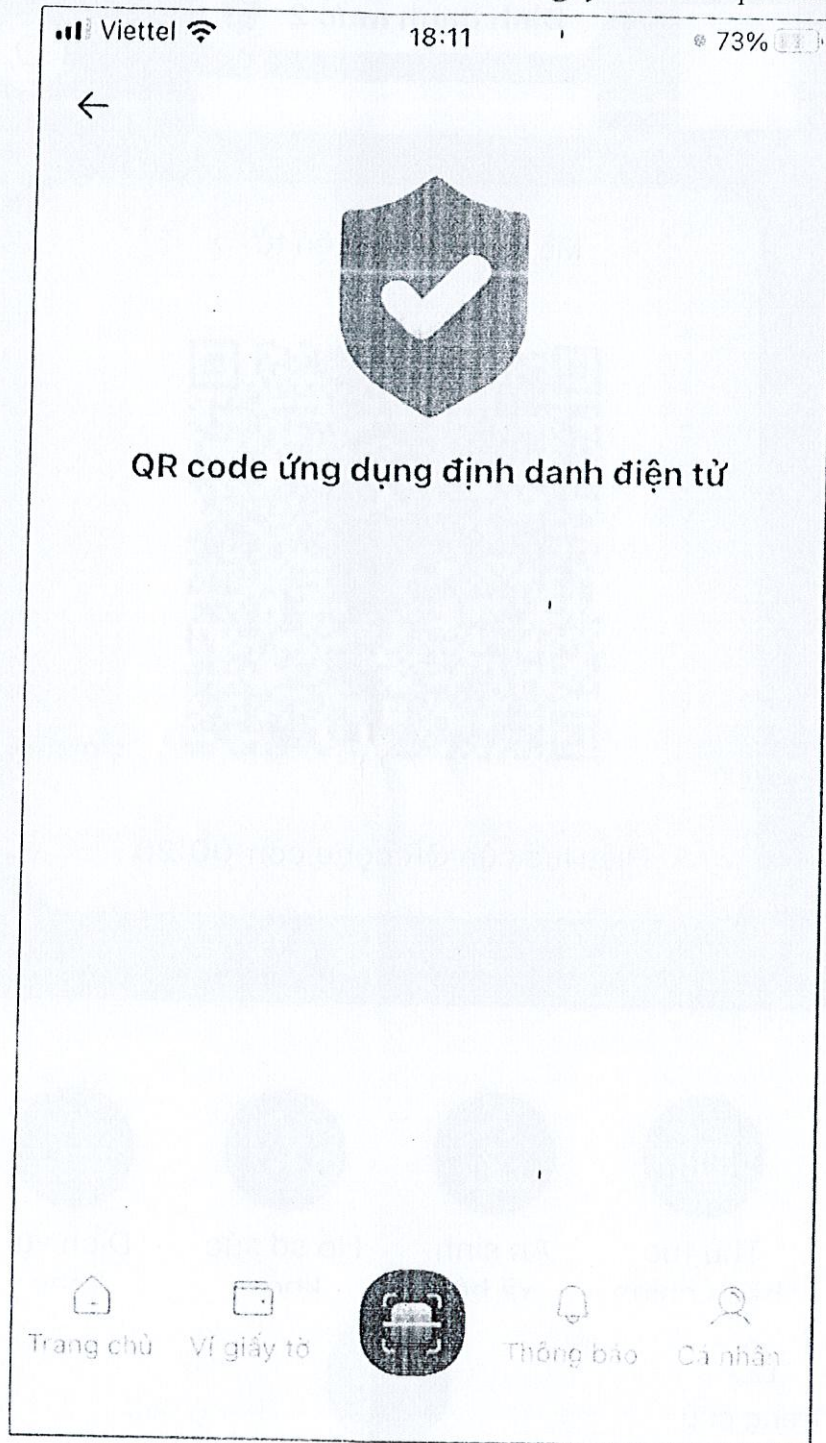 Viettel 18:11 73%
QR code ứng dụng định danh điện tử
Trang chủ Ví giấy tờ Thông báo Cá nhân